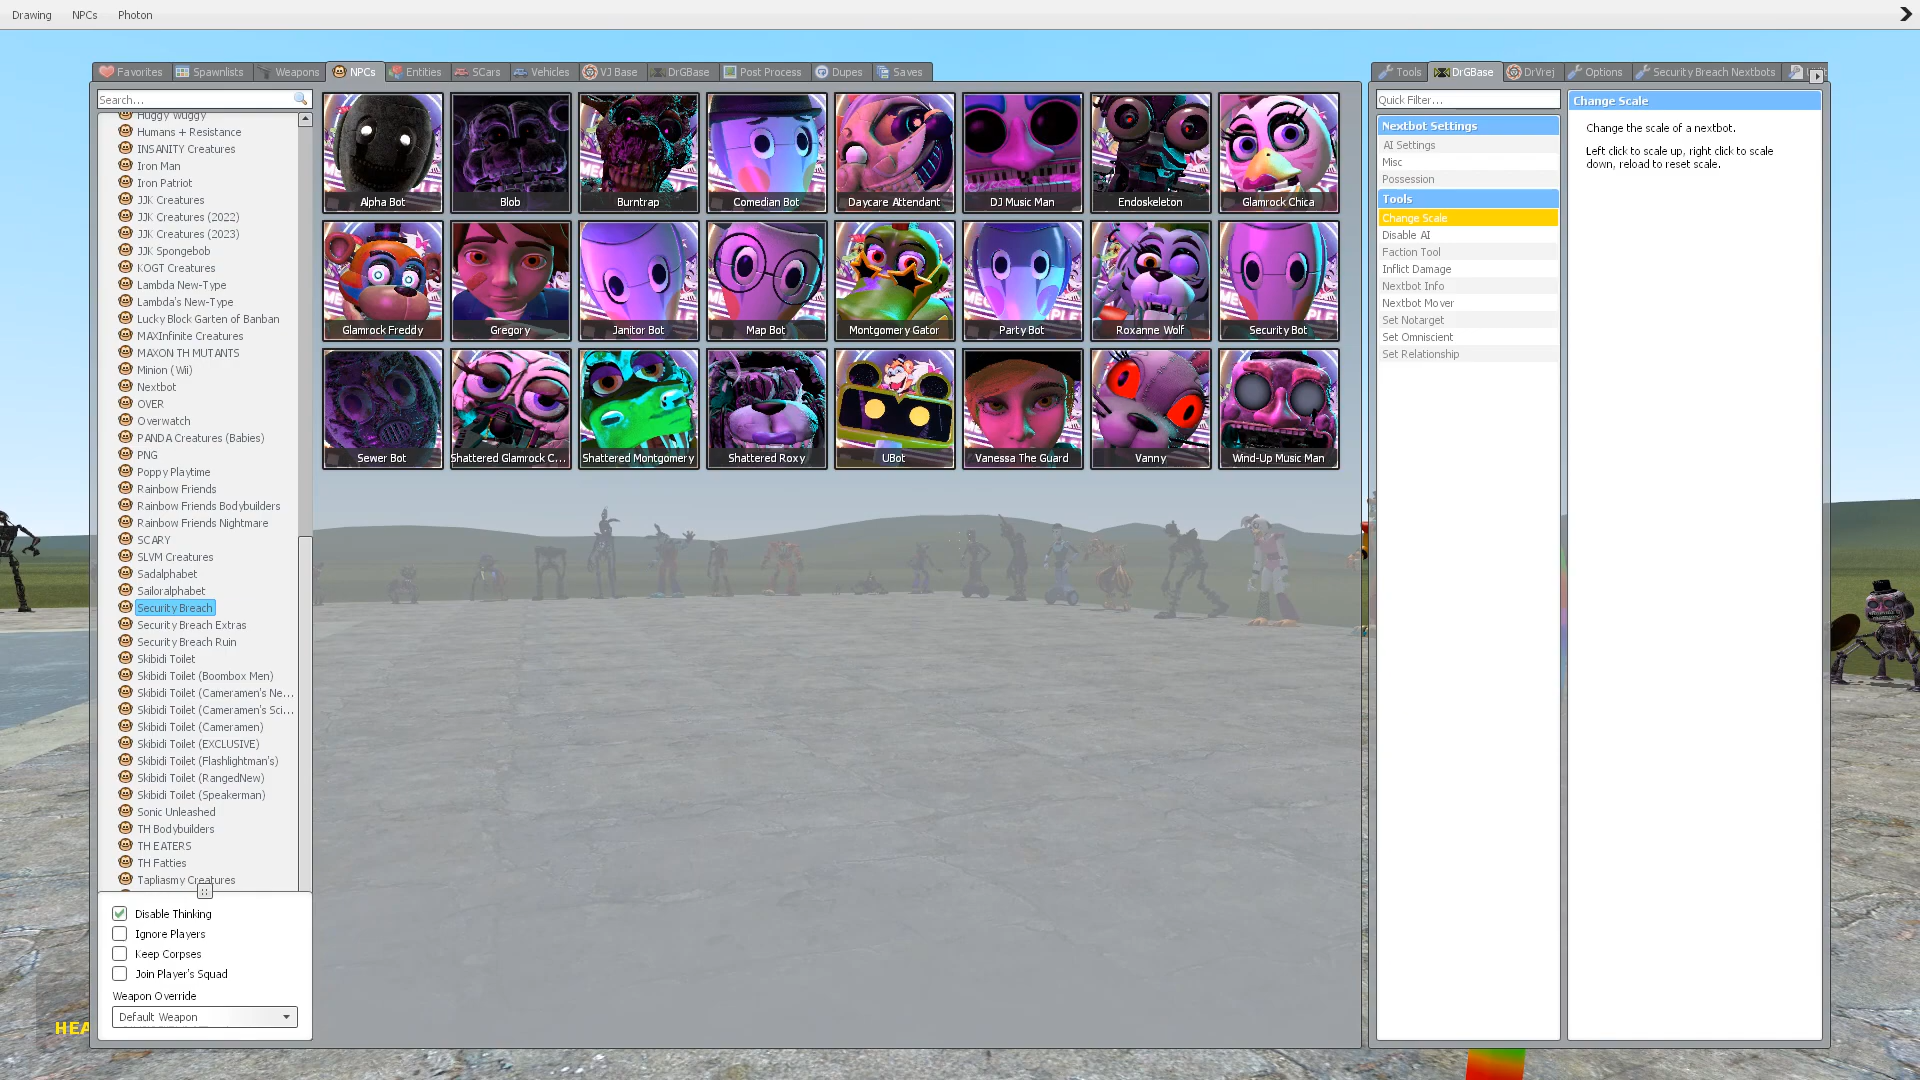 Drawing NPCs Photon
Favorites Spawnlists Weapons NPCs Entities SCars Vehicles VJ Base DrGBase Post Process Dupes Saves
Search...
Huggy Wuggy
Humans + Resistance
INSANITY Creatures
Iron Man
Iron Patriot
JJK Creatures
JJK Creatures (2022)
JJK Creatures (2023)
JJK Spongebob
KOGT Creatures
Lambda New-Type
Lambda's New-Type
Lucky Block Garten of Banban
MAXInfinite Creatures
MAXON TH MUTANTS
Minion (Wii)
Nextbot
OVER
Overwatch
PANDA Creatures (Babies)
PNG
Poppy Playtime
Rainbow Friends
Rainbow Friends Bodybuilders
Rainbow Friends Nightmare
SCARY
SLVM Creatures
Sadalphabet
Sailoralphabet
Security Breach
Security Breach Extras
Security Breach Ruin
Skibidi Toilet
Skibidi Toilet (Boombox Men)
Skibidi Toilet (Cameramen's Ne...
Skibidi Toilet (Cameramen's Sci...
Skibidi Toilet (Cameramen)
Skibidi Toilet (EXCLUSIVE)
Skibidi Toilet (Flashlightman's)
Skibidi Toilet (RangedNew)
Skibidi Toilet (Speakerman)
Sonic Unleashed
TH Bodybuilders
TH EATERS
TH Fatties
Tapliasmy Creatures
Disable Thinking
Ignore Players
Keep Corpses
Join Player's Squad
Weapon Override
Default Weapon
HEA
Alpha Bot Blob Burntrap Comedian Bot Daycare Attendant DJ Music Man Endoskeleton Glamrock Chica
Glamrock Freddy Gregory Janitor Bot Map Bot Montgomery Gator Party Bot Roxanne Wolf Security Bot
Sewer Bot Shattered Glamrock C... Shattered Montgomery Shattered Roxy UBot Vanessa The Guard Vanny Wind-Up Music Man
Tools DrGBase DrVrej Options Security Breach Nextbots
Quick Filter...
Nextbot Settings
AI Settings
Misc
Possession
Tools
Change Scale
Disable AI
Faction Tool
Inflict Damage
Nextbot Info
Nextbot Mover
Set Notarget
Set Omniscient
Set Relationship
Change Scale
Change the scale of a nextbot.
Left click to scale up, right click to scale
down, reload to reset scale.